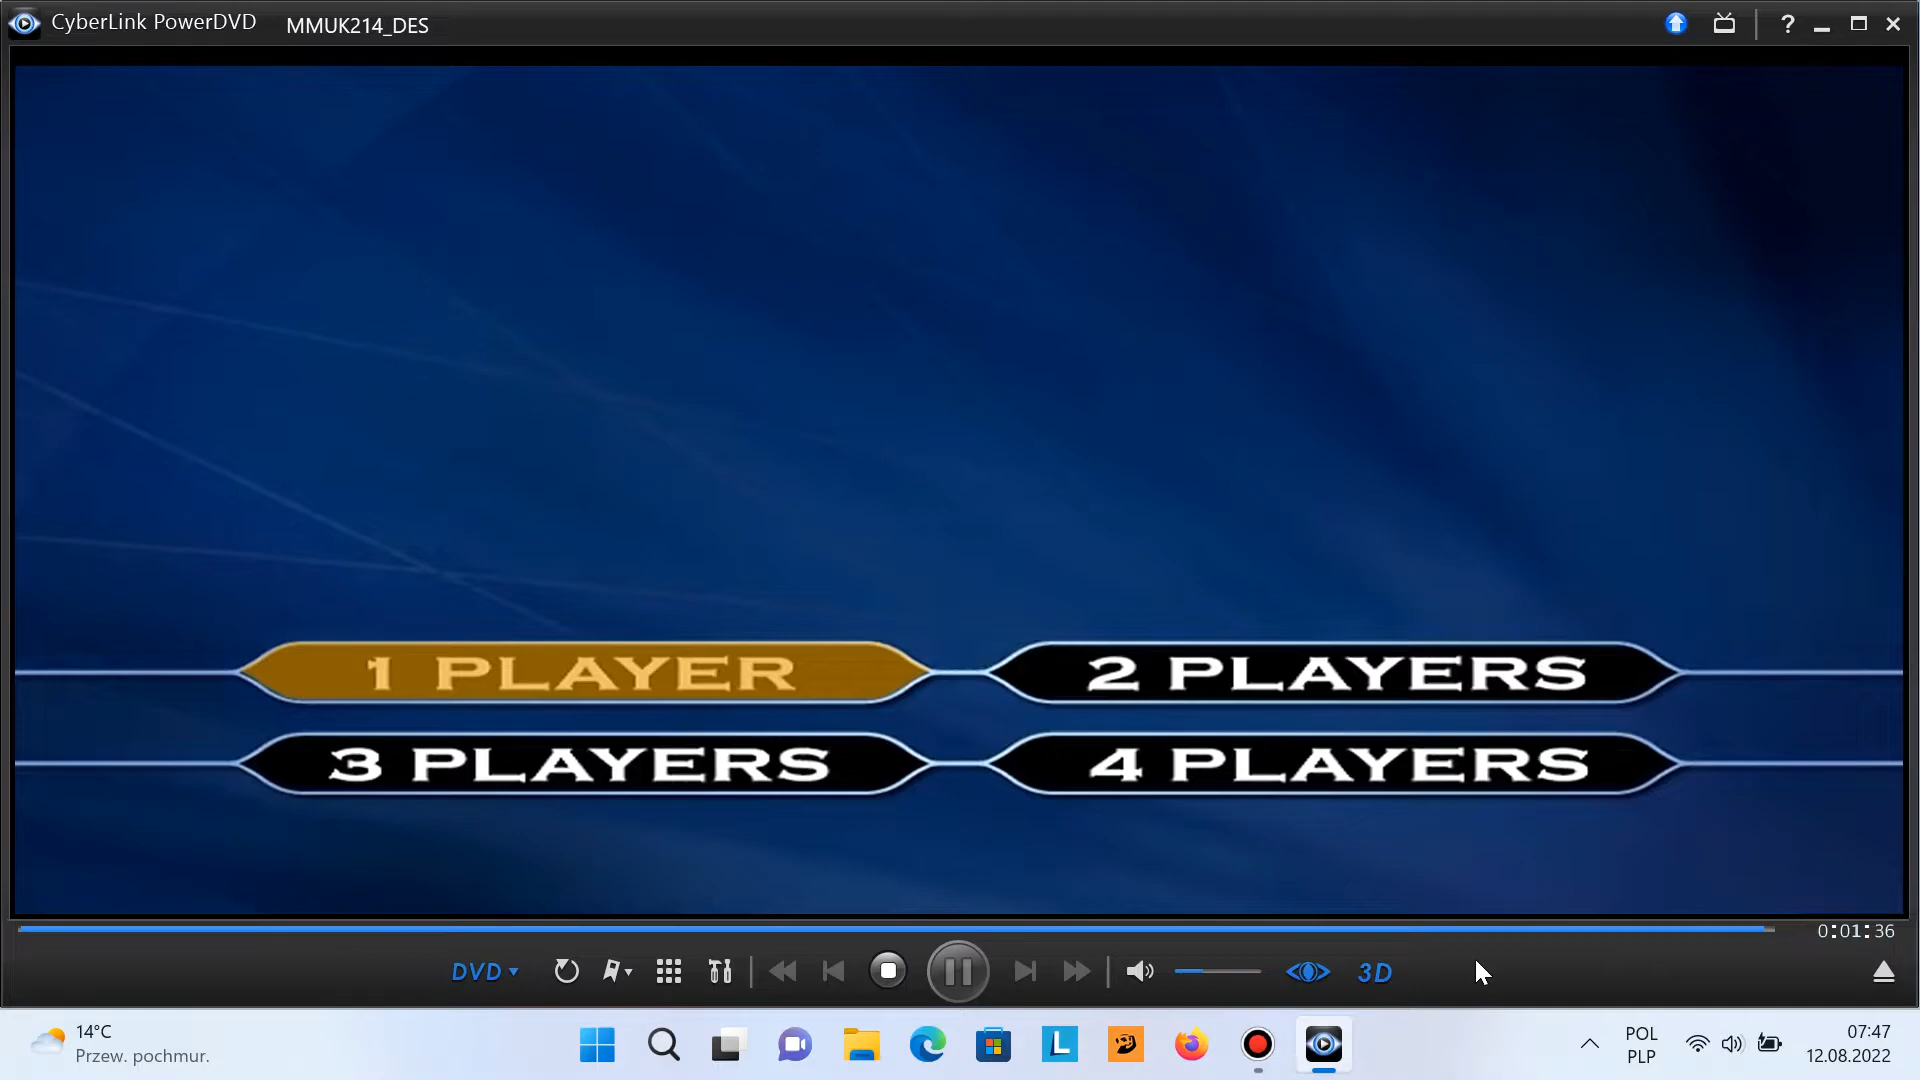 CyberLink PowerDVD MMUK214_DES
?
1 PLAYER
2 PLAYERS
3 PLAYERS
4 PLAYERS
0:01:36
DVD
3D
14°C
Przew. pochmur.
L
POL
PLP
07:47
12.08.2022